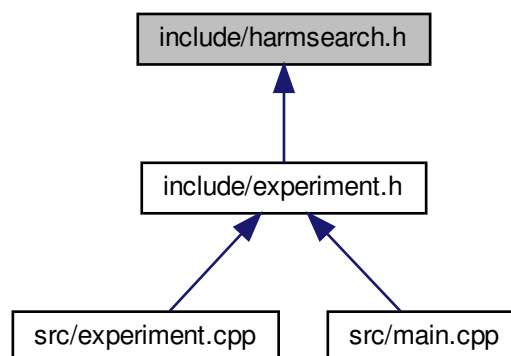 include/harmsearch.h
include/experiment.h
src/experiment.cpp
src/main.cpp